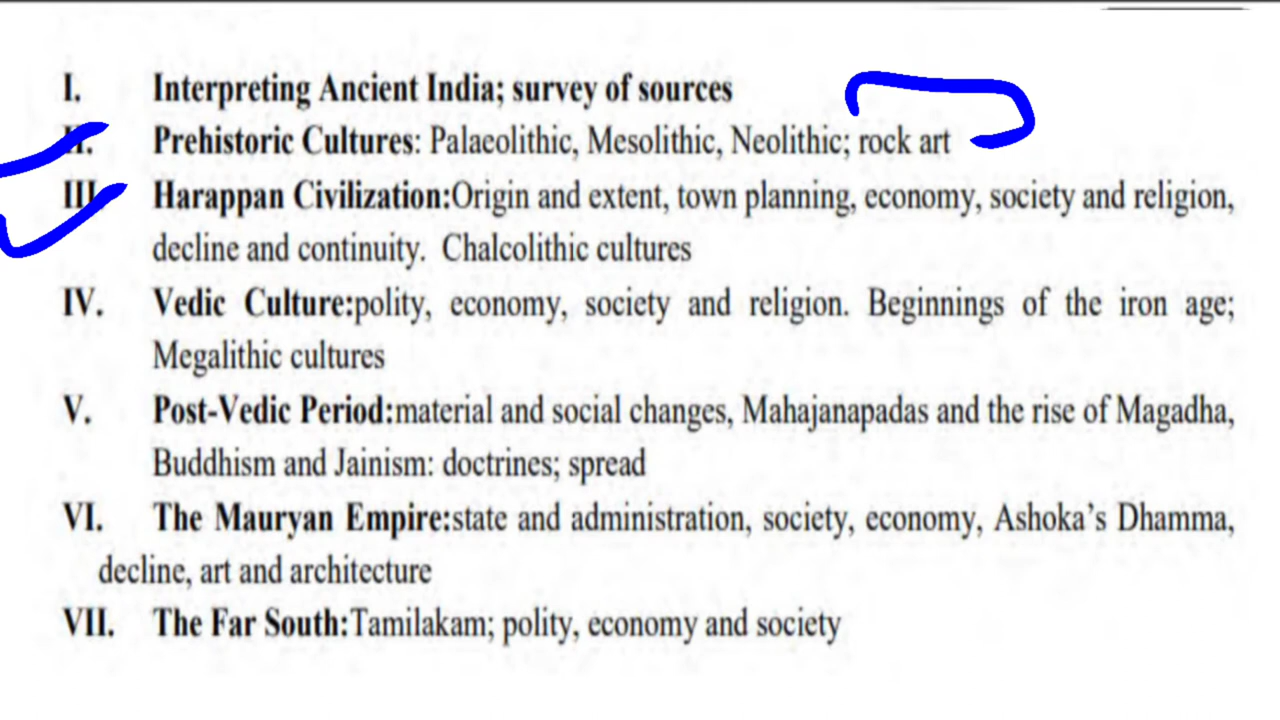 I. Interpreting Ancient India; survey of sources
II. Prehistoric Cultures: Palaeolithic, Mesolithic, Neolithic; rock art
III. Harappan Civilization:Origin and extent, town planning, economy, society and religion,
decline and continuity. Chalcolithic cultures
IV. Vedic Culture:polity, economy, society and religion. Beginnings of the iron age;
Megalithic cultures
V. Post-Vedic Period:material and social changes, Mahajanapadas and the rise of Magadha,
Buddhism and Jainism: doctrines; spread
VI. The Mauryan Empire:state and administration, society, economy, Ashoka’s Dhamma,
decline, art and architecture
VII. The Far South:Tamilakam; polity, economy and society